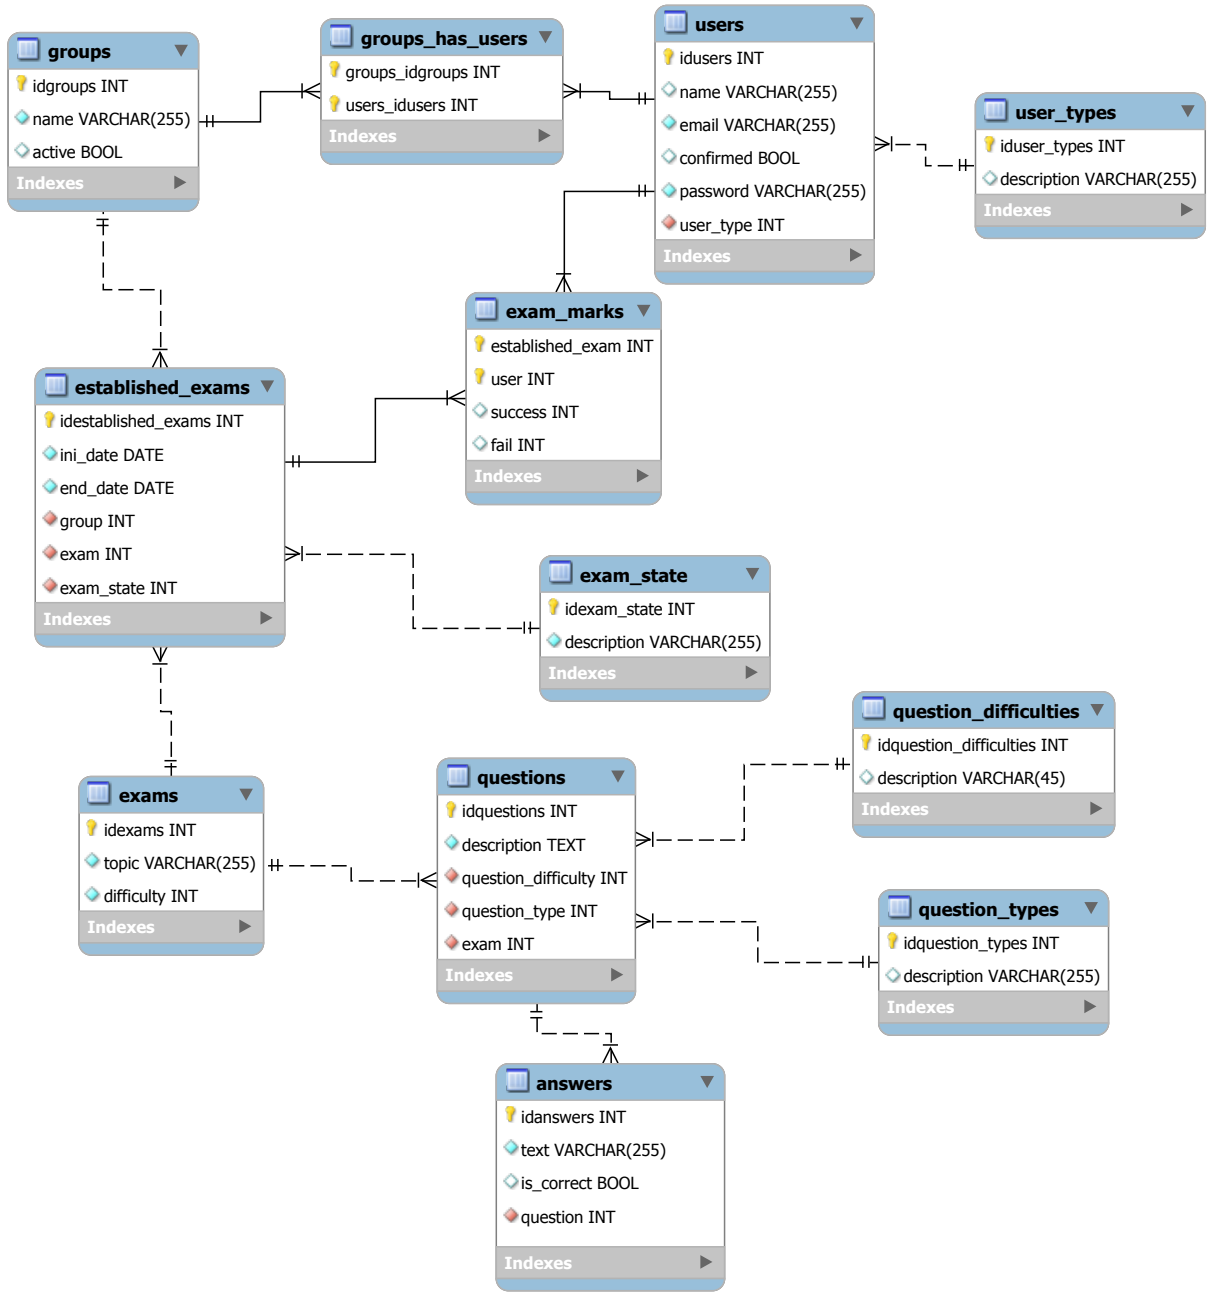 groups
idgroups INT
name VARCHAR(255)
active BOOL
Indexes
groups_has_users
groups_idgroups INT
users_idusers INT
Indexes
users
idusers INT
name VARCHAR(255)
email VARCHAR(255)
confirmed BOOL
password VARCHAR(255)
user_type INT
Indexes
user_types
iduser_types INT
description VARCHAR(255)
Indexes
exam_marks
established_exam INT
user INT
success INT
fail INT
Indexes
established_exams
idestablished_exams INT
ini_date DATE
end_date DATE
group INT
exam INT
exam_state INT
Indexes
exam_state
idexam_state INT
description VARCHAR(255)
Indexes
question_difficulties
idquestion_difficulties INT
description VARCHAR(45)
Indexes
exams
idexams INT
topic VARCHAR(255)
difficulty INT
Indexes
questions
idquestions INT
description TEXT
question_difficulty INT
question_type INT
exam INT
Indexes
question_types
idquestion_types INT
description VARCHAR(255)
Indexes
answers
idanswers INT
text VARCHAR(255)
is_correct BOOL
question INT
Indexes